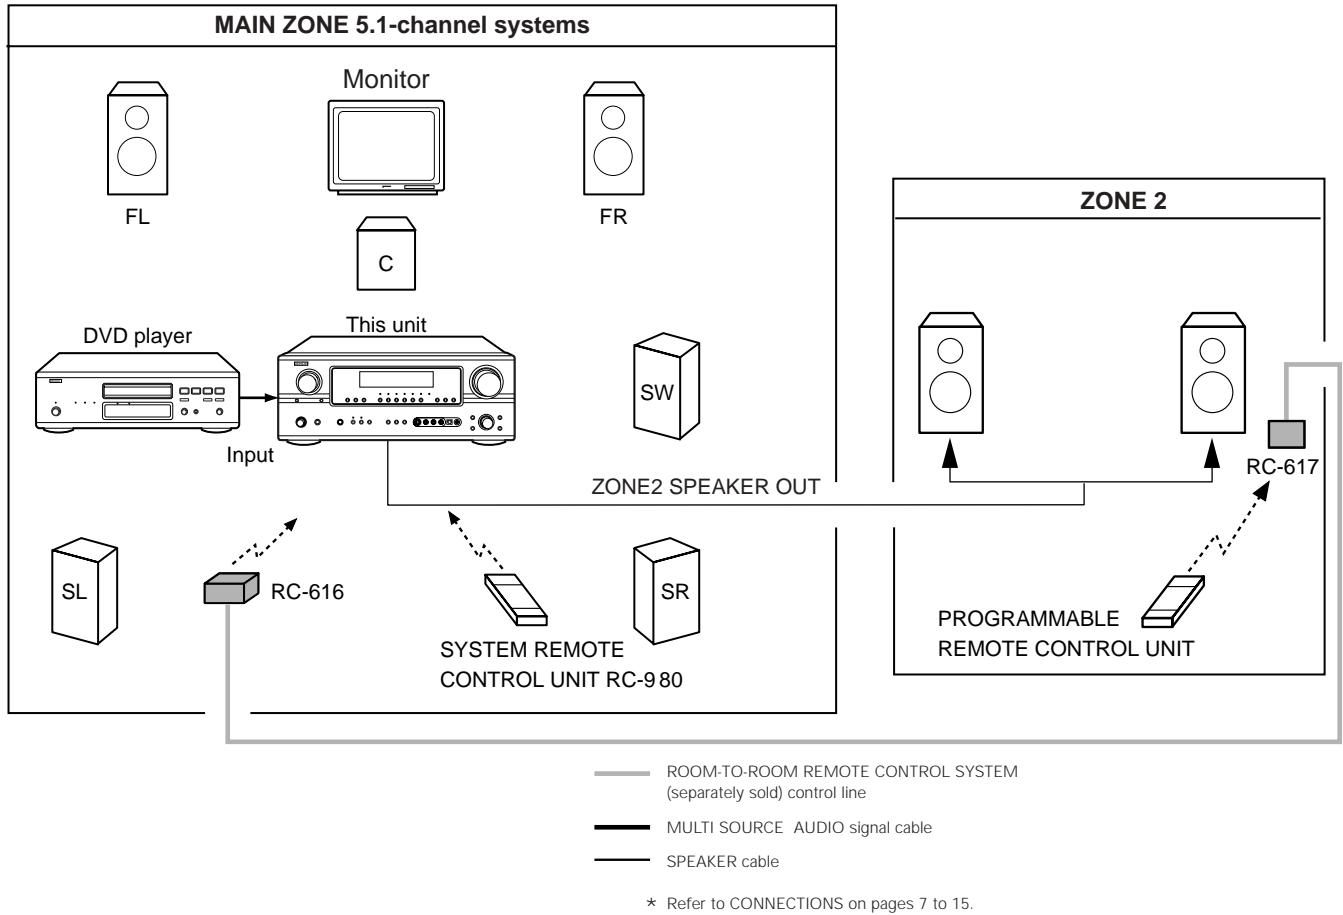 MAIN ZONE 5.1-channel systems
Monitor
FL
FR
C
ZONE 2
DVD player
This unit
SW
Input
ZONE2 SPEAKER OUT
RC-617
SL
RC-616
SR
SYSTEM REMOTE
CONTROL UNIT RC-980
PROGRAMMABLE
REMOTE CONTROL UNIT
ROOM-TO-ROOM REMOTE CONTROL SYSTEM
(separately sold) control line
MULTI SOURCE AUDIO signal cable
SPEAKER cable
* Refer to CONNECTIONS on pages 7 to 15.